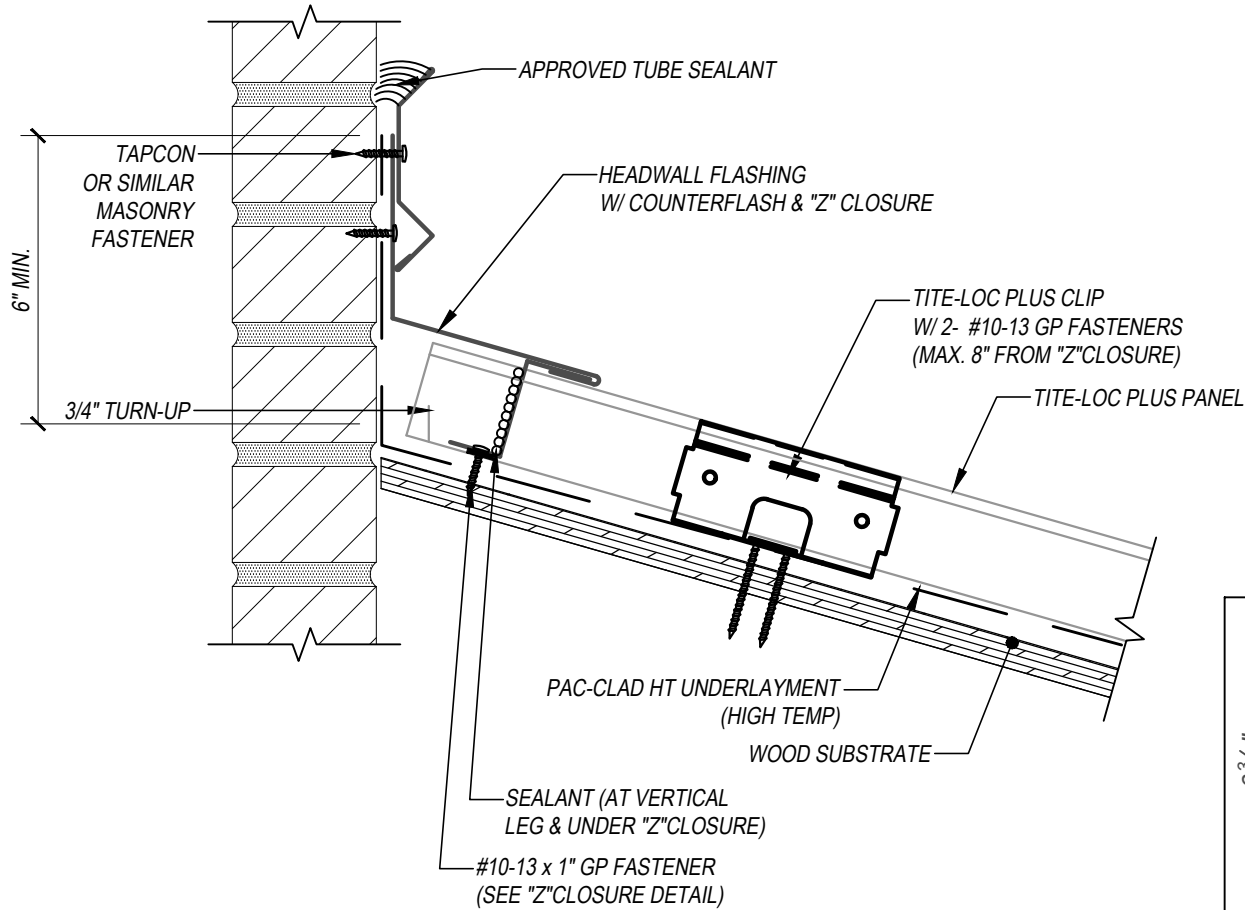 APPROVED TUBE SEALANT
TAPCON
OR SIMILAR
MASONRY
FASTENER
6" MIN.
HEADWALL FLASHING
W/ COUNTERFLASH & "Z" CLOSURE
TITE-LOC PLUS CLIP
W/ 2- #10-13 GP FASTENERS
(MAX. 8" FROM "Z"CLOSURE)
TITE-LOC PLUS PANEL
3/4" TURN-UP
PAC-CLAD HT UNDERLAYMENT
(HIGH TEMP)
WOOD SUBSTRATE
SEALANT (AT VERTICAL
LEG & UNDER "Z"CLOSURE)
#10-13 x 1" GP FASTENER
(SEE "Z"CLOSURE DETAIL)